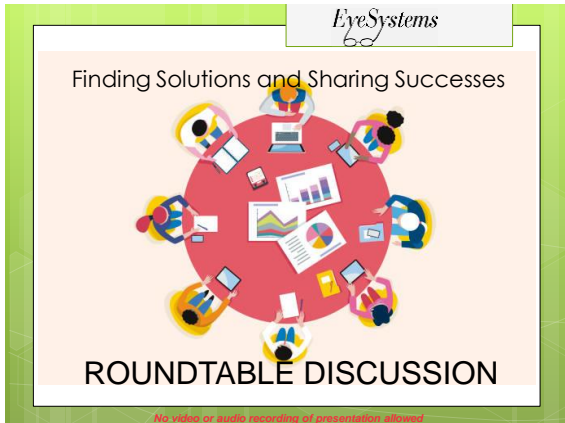 EyeSystems
Finding Solutions and Sharing Successes
ROUNDTABLE DISCUSSION
No video or audio recording of presentation allowed